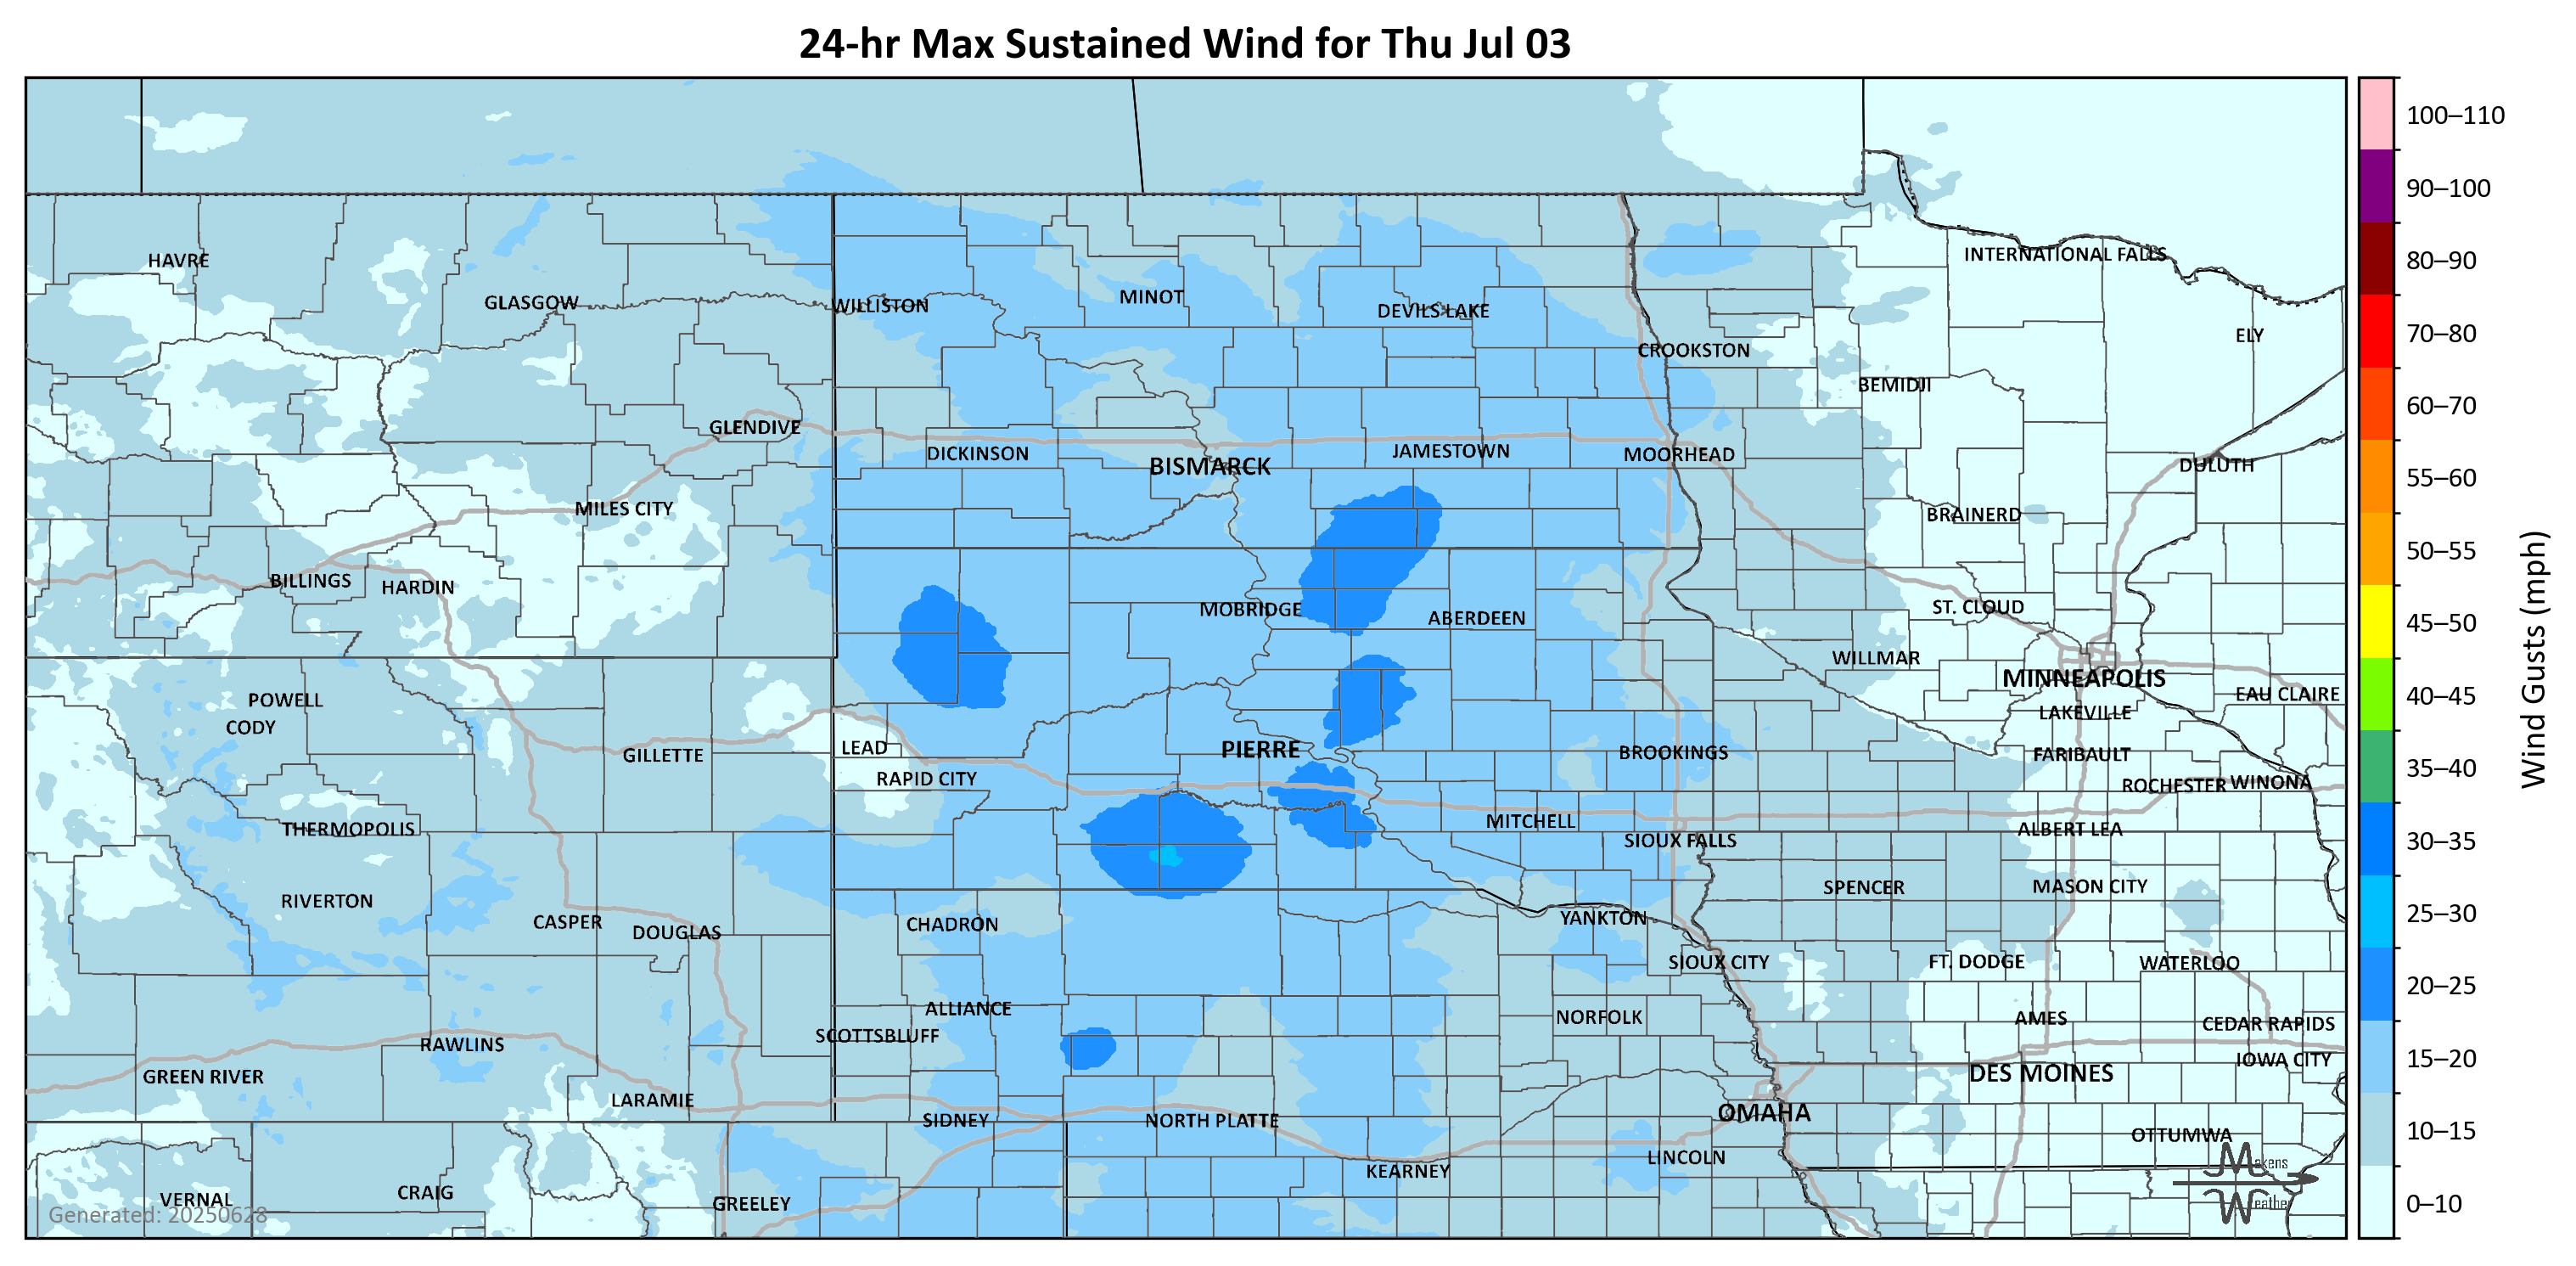 24-hr Max Sustained Wind for Thu Jul 03
100–110
90–100
80–90
70–80
60–70
55–60
50–55
45–50
40–45
35–40
30–35
25–30
20–25
15–20
10–15
0–10
Wind Gusts (mph)
HAVRE
INTERNATIONAL FALLS
GLASGOW
WILLISTON
MINOT
DEVILS LAKE
ELY
CROOKSTON
BEMIDJI
GLENDIVE
DICKINSON
BISMARCK
JAMESTOWN
MOORHEAD
DULUTH
MILES CITY
BRAINERD
BILLINGS
HARDIN
MOBRIDGE
ABERDEEN
ST. CLOUD
WILLMAR
MINNEAPOLIS
POWELL
EAU CLAIRE
CODY
LAKEVILLE
GILLETTE
LEAD
PIERRE
BROOKINGS
FARIBAULT
RAPID CITY
ROCHESTER
WINONA
THERMOPOLIS
MITCHELL
SIOUX FALLS
ALBERT LEA
RIVERTON
SPENCER
MASON CITY
CASPER
DOUGLAS
CHADRON
YANKTON
SIOUX CITY
FT. DODGE
WATERLOO
ALLIANCE
SCOTTSBLUFF
NORFOLK
AMES
CEDAR RAPIDS
RAWLINS
IOWA CITY
GREEN RIVER
DES MOINES
LARAMIE
SIDNEY
NORTH PLATTE
OMAHA
OTTUMWA
KEARNEY
LINCOLN
VERNAL
CRAIG
GREELEY
Generated: 20250628
Makens
Weather